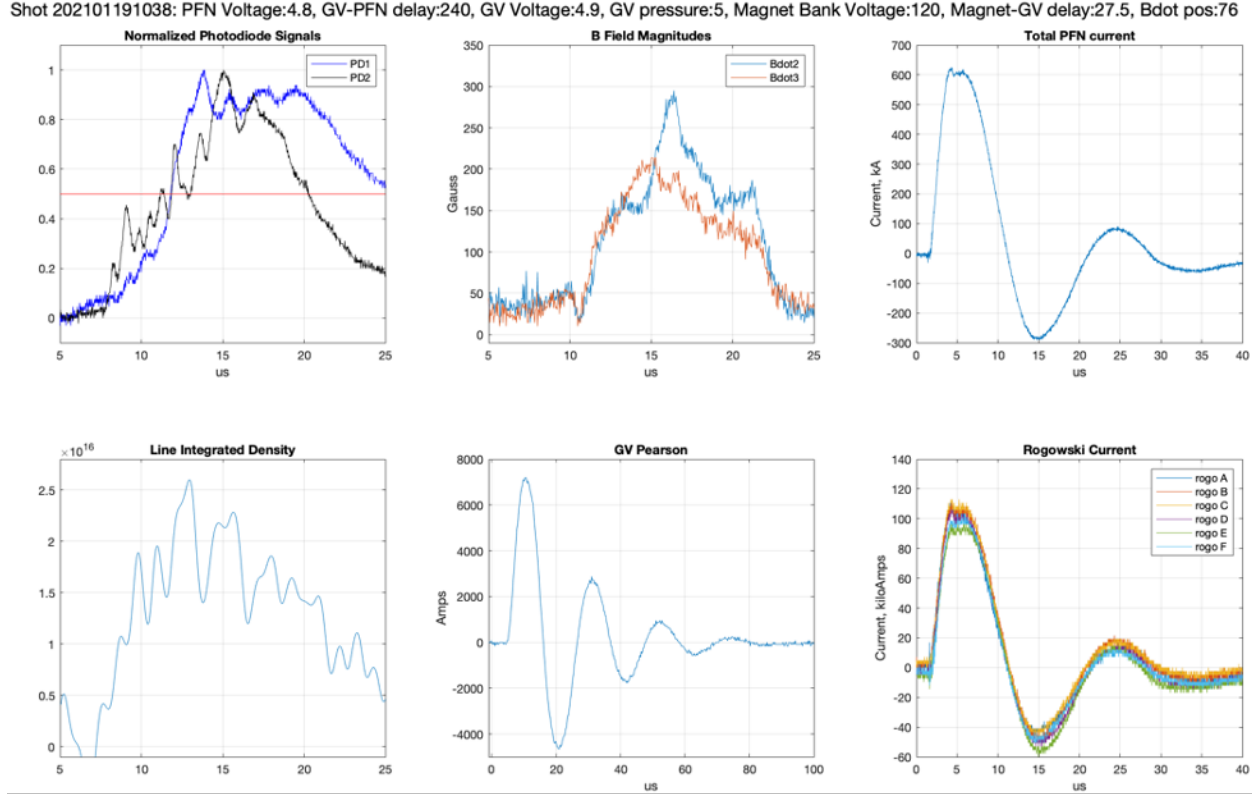 Shot 202101191038: PFN Voltage:4.8, GV-PFN delay:240, GV Voltage:4.9, GV pressure:5, Magnet Bank Voltage:120, Magnet-GV delay:27.5, Bdot pos:76
Normalized Photodiode Signals
PD1
PD2
1
0.8
0.6
0.4
0.2
0
5 10 15 20 25
us
B Field Magnitudes
Bdot2
Bdot3
Gauss
350
300
250
200
150
100
50
0
5 10 15 20 25
us
Total PFN current
Current, kA
700
600
500
400
300
200
100
0
-100
-200
-300
0 5 10 15 20 25 30 35 40
us
Line Integrated Density
×10^16
2.5
2
1.5
1
0.5
0
5 10 15 20 25
us
GV Pearson
Amps
8000
6000
4000
2000
0
-2000
-4000
0 20 40 60 80 100
us
Rogowski Current
rogo A
rogo B
rogo C
rogo D
rogo E
rogo F
Current, kiloAmps
140
120
100
80
60
40
20
0
-20
-40
-60
0 5 10 15 20 25 30 35 40
us